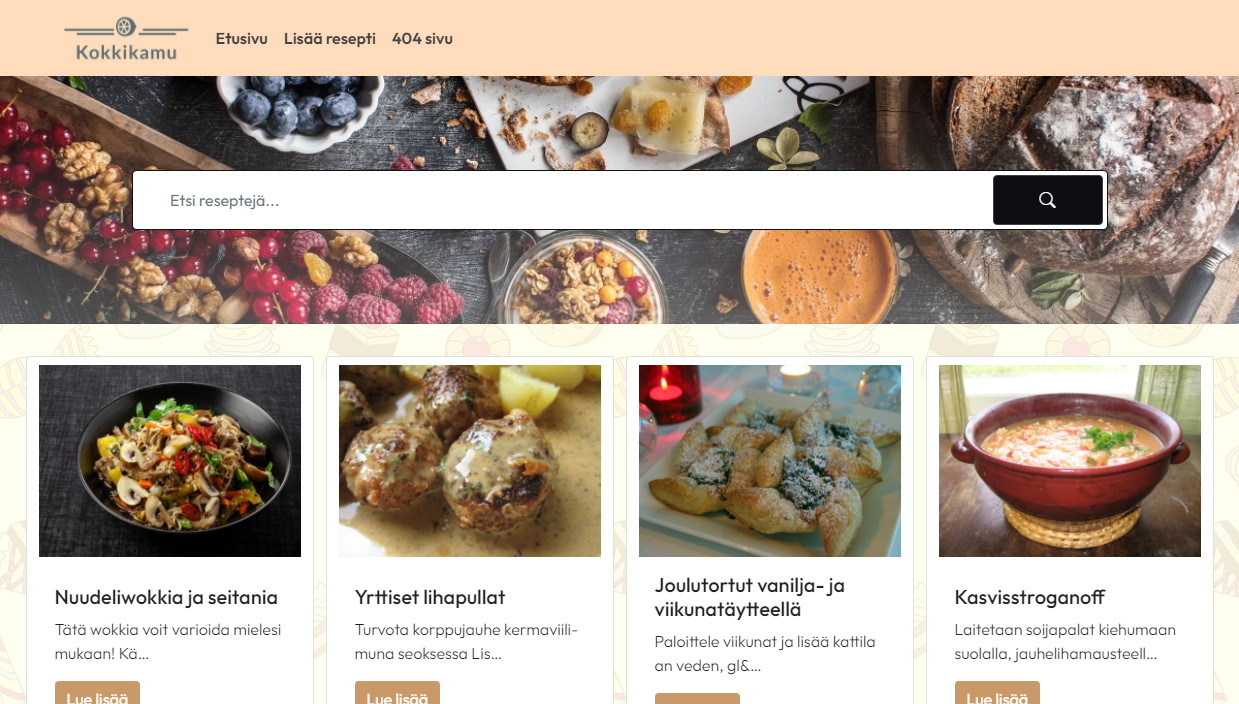 Kokkikamu
Etusivu Lisää resepti 404 sivu
Etsi reseptejä...
Nuudeliwokkia ja seitania
Tätä wokkia voit varioida mielesi
mukaan! Kä...
Lue lisää
Yrttiset lihapullat
Turvota korppujauhe kermaviili-
muna seoksessa Lis...
Lue lisää
Joulutortut vanilja- ja
viikunatäytteellä
Paloittele viikunat ja lisää kattila
an veden, gl&...
Kasvisstroganoff
Laitetaan soijapalat kiehumaan
suolalla, jauhelihamausteell...
Lue lisää